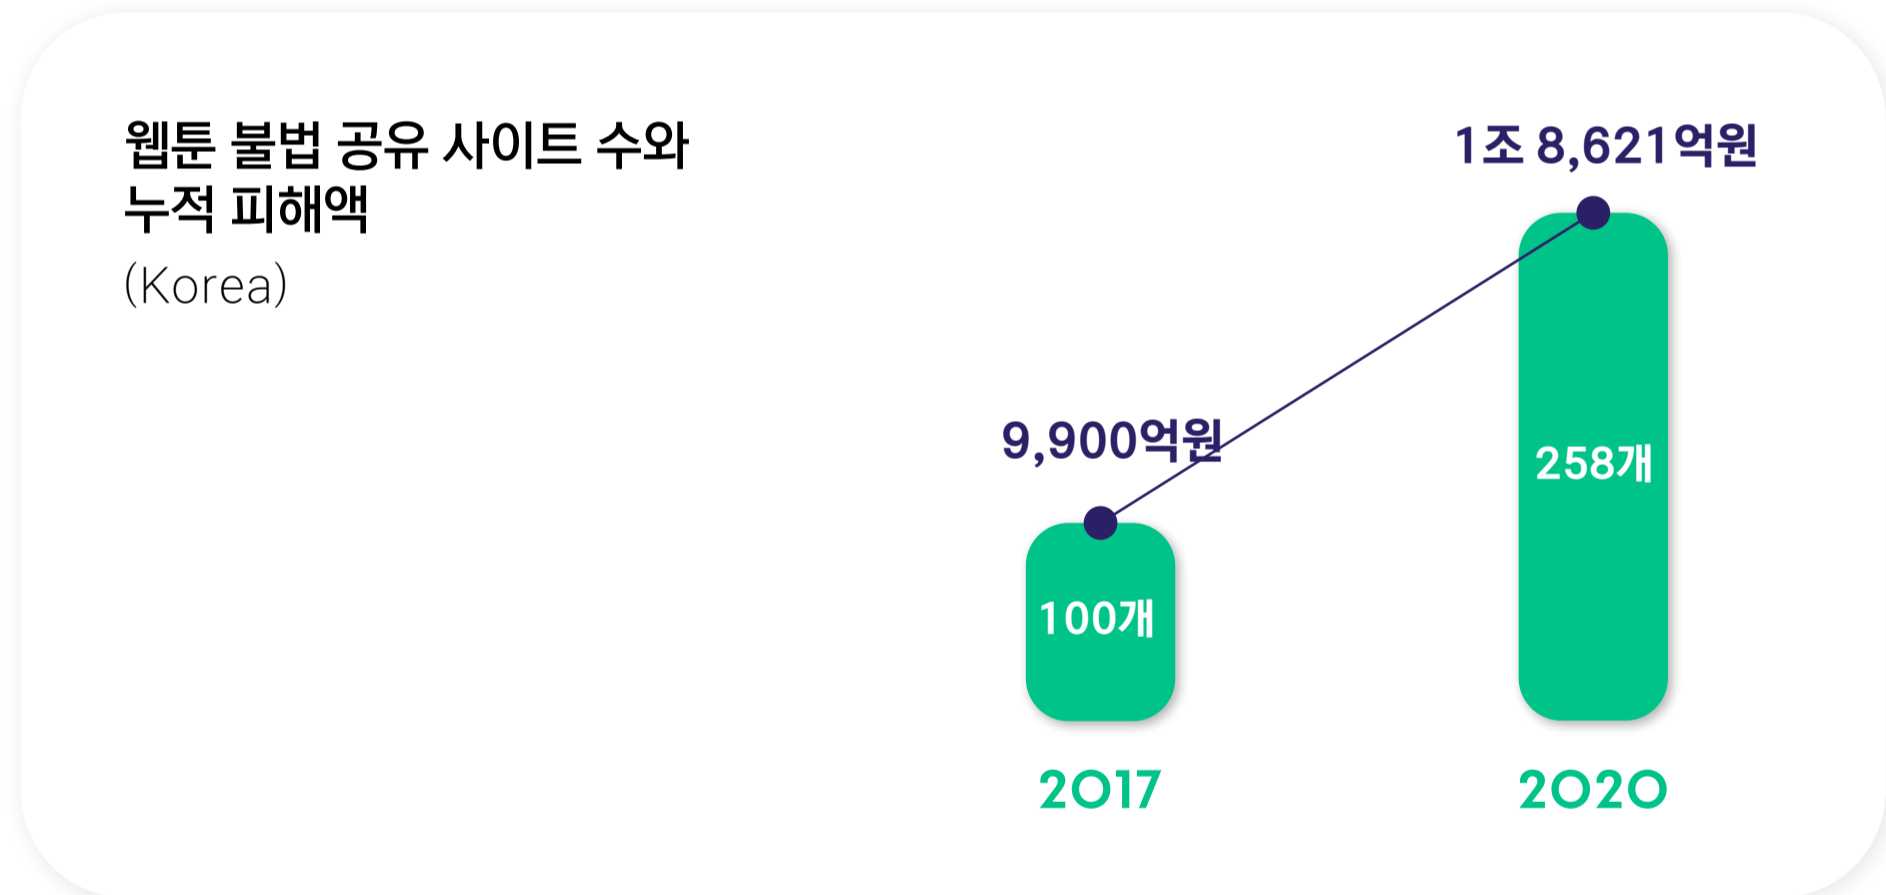 웹툰 불법 공유 사이트 수와
누적 피해액
(Korea)
1조 8,621억원
9,900억원
258개
100개
2017
2020